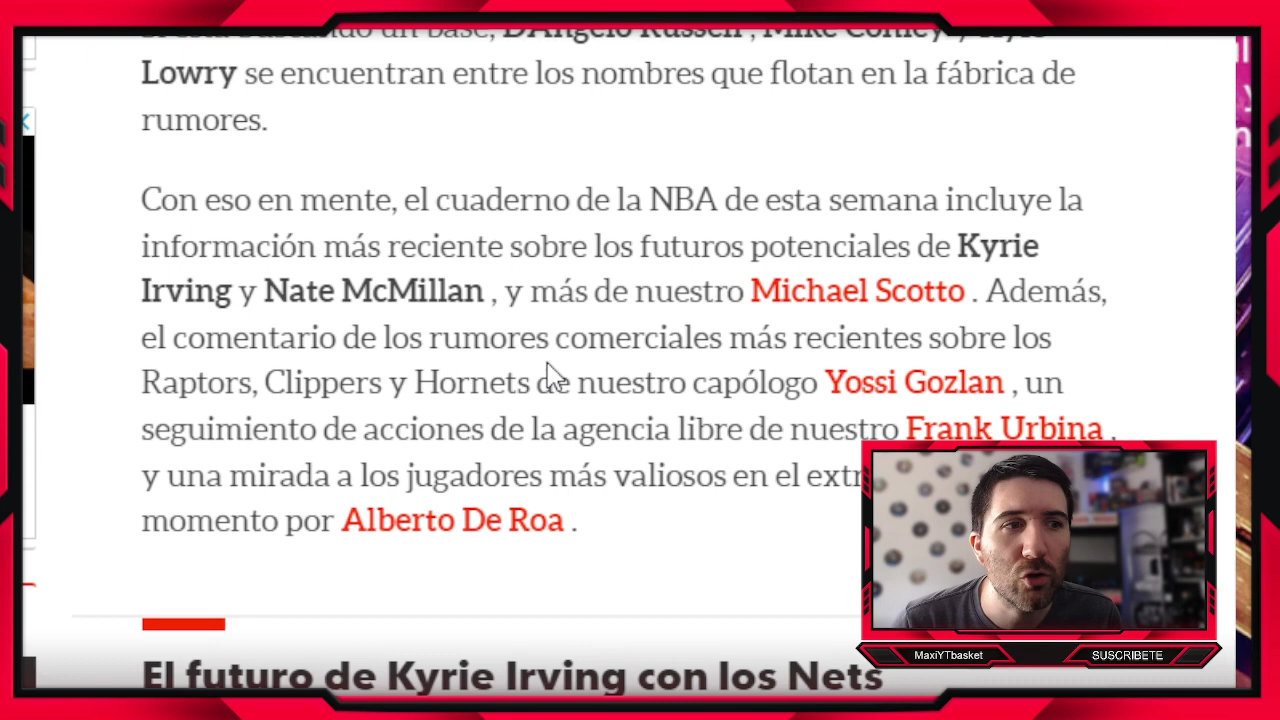 D'Angelo Russell , Mike Conley y Kyle
Lowry se encuentran entre los nombres que flotan en la fábrica de
rumores.
Con eso en mente, el cuaderno de la NBA de esta semana incluye la
información más reciente sobre los futuros potenciales de Kyrie
Irving y Nate McMillan , y más de nuestro Michael Scotto . Además,
el comentario de los rumores comerciales más recientes sobre los
Raptors, Clippers y Hornets de nuestro capólogo Yossi Gozlan , un
seguimiento de acciones de la agencia libre de nuestro Frank Urbina ,
y una mirada a los jugadores más valiosos en el
momento por Alberto De Roa .
El futuro de Kyrie Irving con los Nets
MaxiYTbasket
SUSCRIBETE